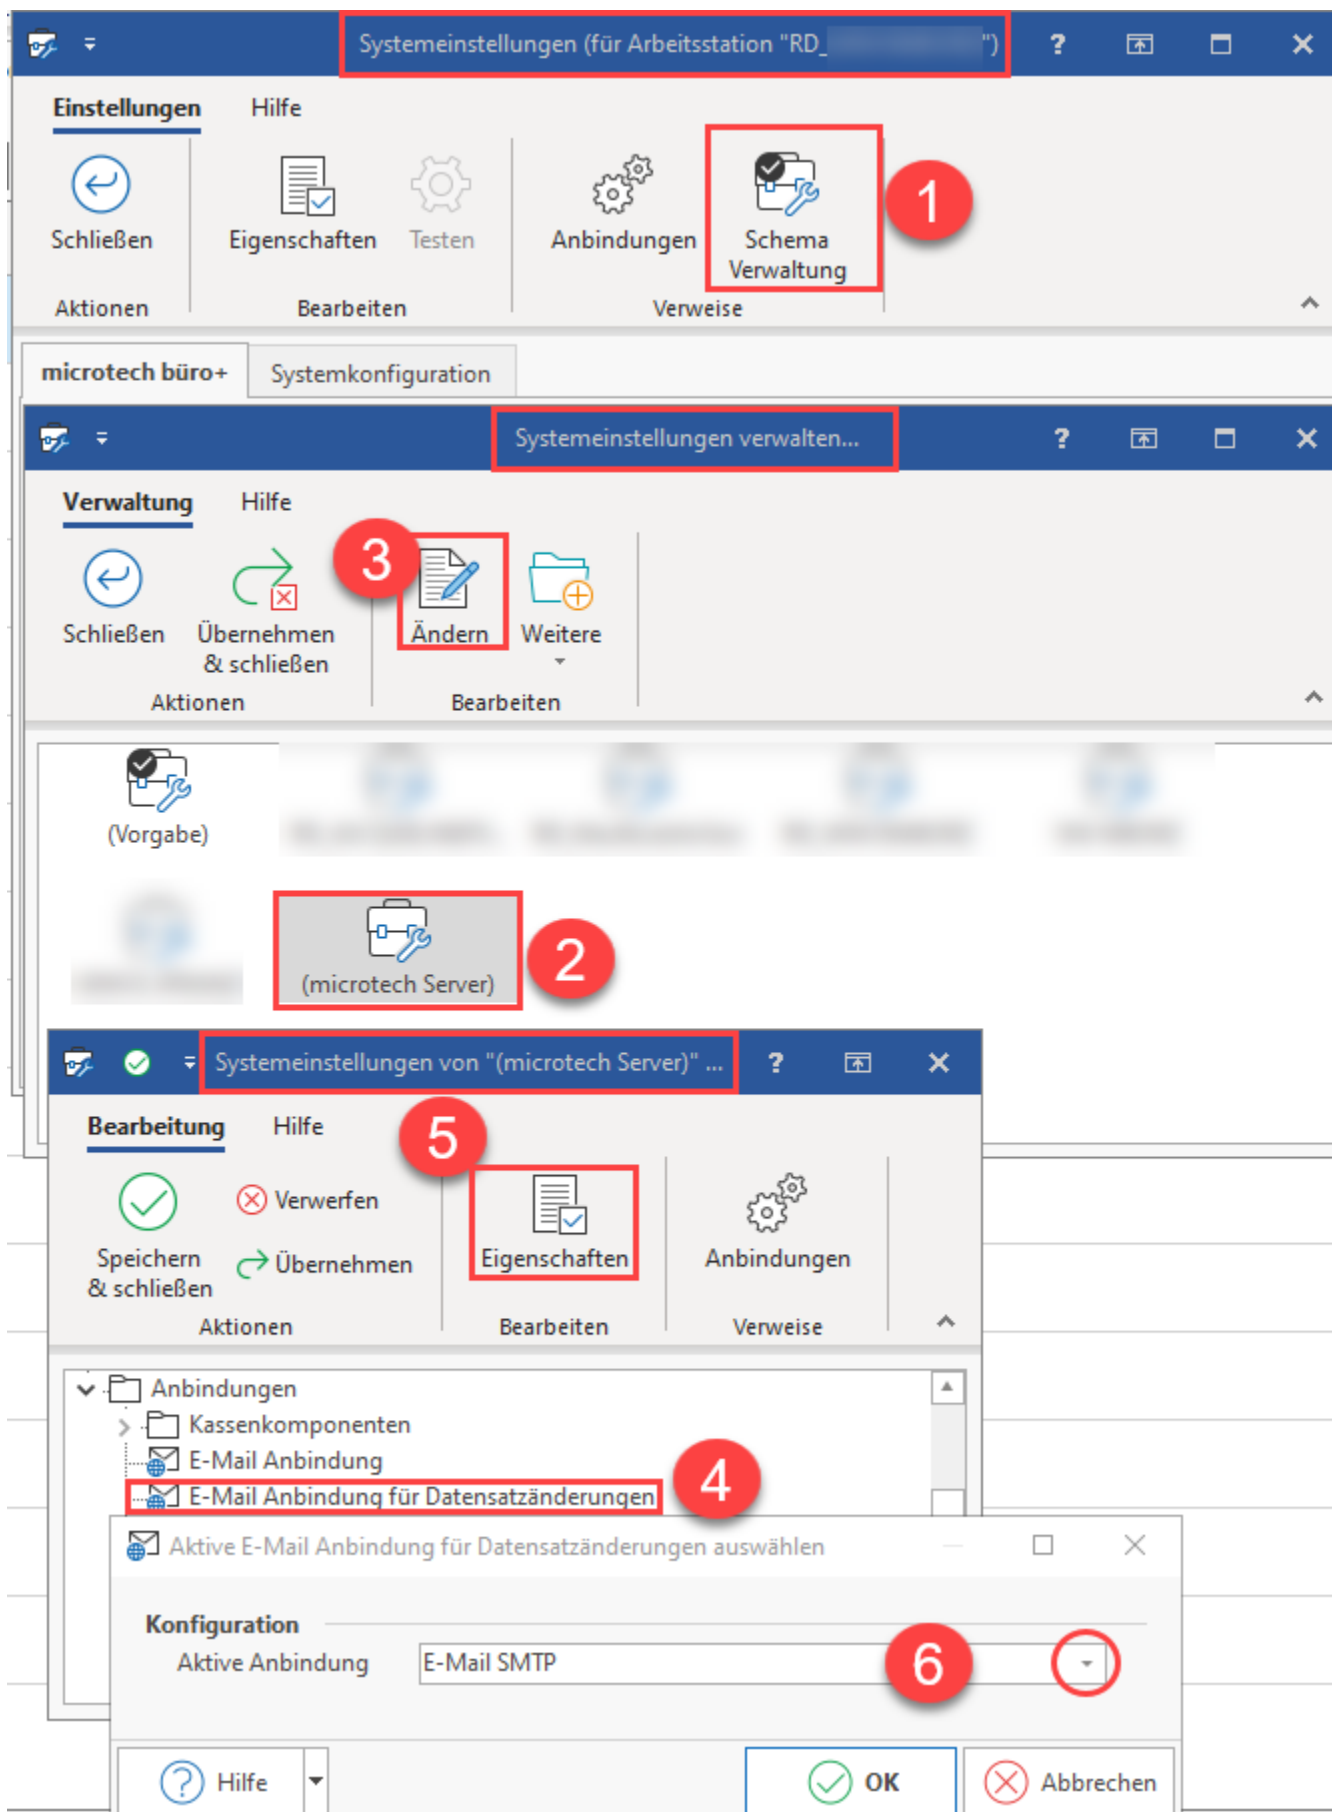 Systemeinstellungen (für Arbeitsstation "RD_ ")
?
Einstellungen Hilfe
Schließen Eigenschaften Testen Anbindungen Schema
Verwaltung
1
Aktionen Bearbeiten Verweise
microtech büro+ Systemkonfiguration
Systemeinstellungen verwalten...
?
Verwaltung Hilfe
3
Schließen Übernehmen
& schließen
Ändern Weitere
Aktionen Bearbeiten
(Vorgabe)
(microtech Server)
2
Systemeinstellungen von "(microtech Server)" ...
?
Bearbeitung Hilfe
5
Speichern
& schließen
Verwerfen
Übernehmen
Eigenschaften Anbindungen
Aktionen Bearbeiten Verweise
Anbindungen
Kassenkomponenten
E-Mail Anbindung
E-Mail Anbindung für Datensatzänderungen
4
Aktive E-Mail Anbindung für Datensatzänderungen auswählen
Konfiguration
Aktive Anbindung E-Mail SMTP
6
? Hilfe OK Abbrechen